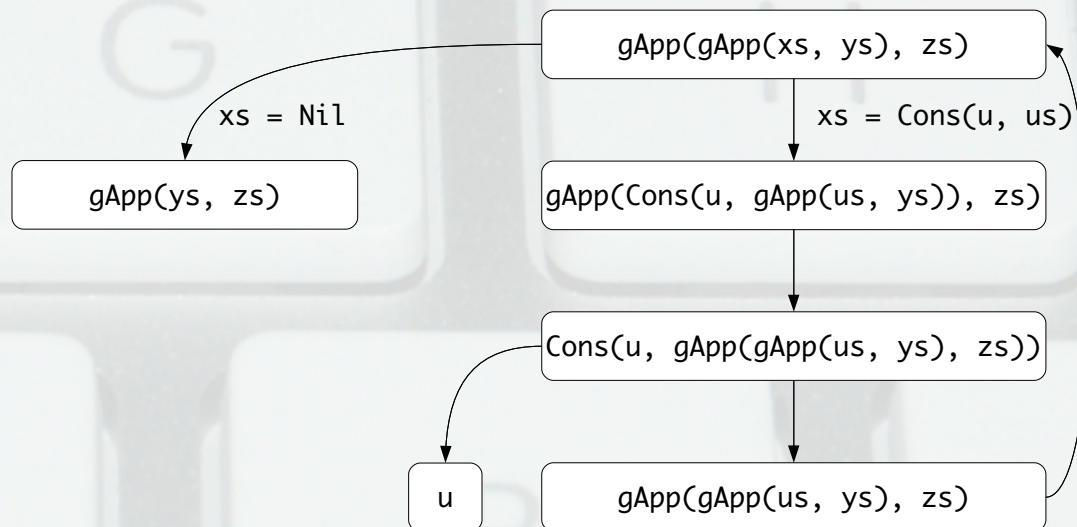 gApp(gApp(xs, ys), zs)
xs = Nil
xs = Cons(u, us)
gApp(ys, zs)
gApp(Cons(u, gApp(us, ys)), zs)
Cons(u, gApp(gApp(us, ys), zs))
u
gApp(gApp(us, ys), zs)
G